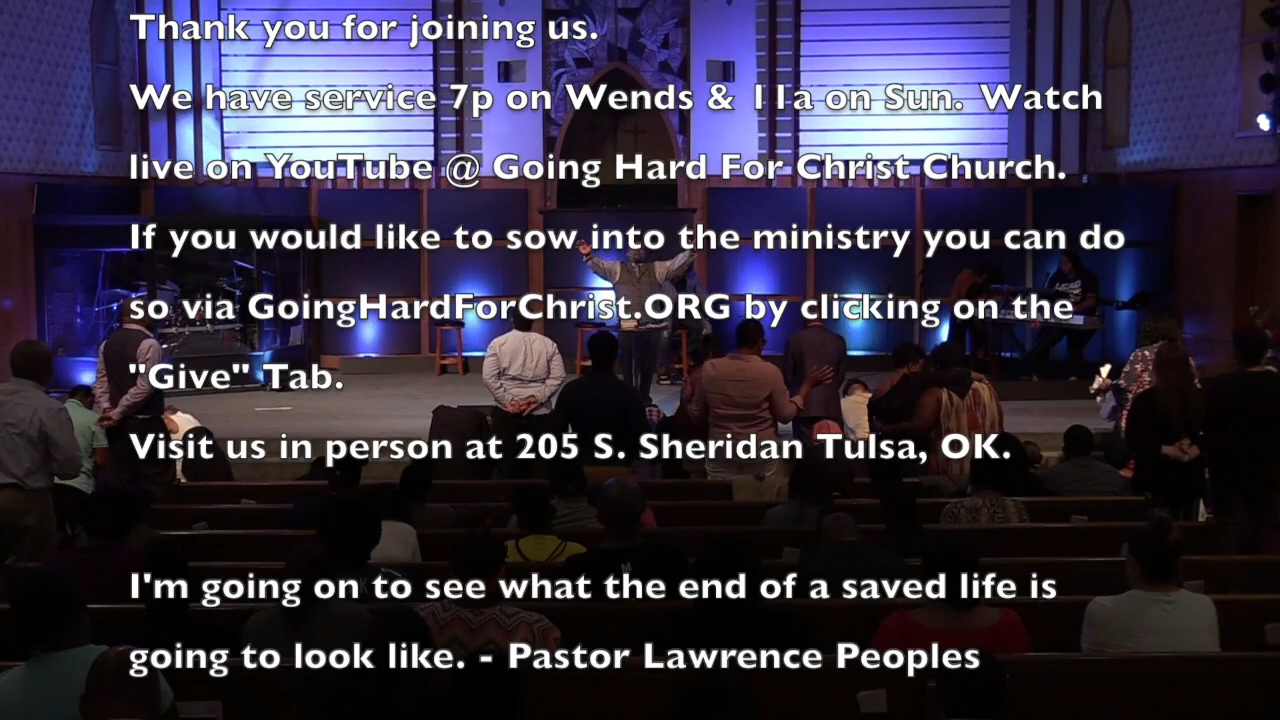 Thank you for joining us.
We have service 7p on Wends & 11a on Sun. Watch
live on YouTube @ Going Hard For Christ Church.
If you would like to sow into the ministry you can do
so via GoingHardForChrist.ORG by clicking on the
"Give" Tab.
Visit us in person at 205 S. Sheridan Tulsa, OK.
I'm going on to see what the end of a saved life is
going to look like. - Pastor Lawrence Peoples